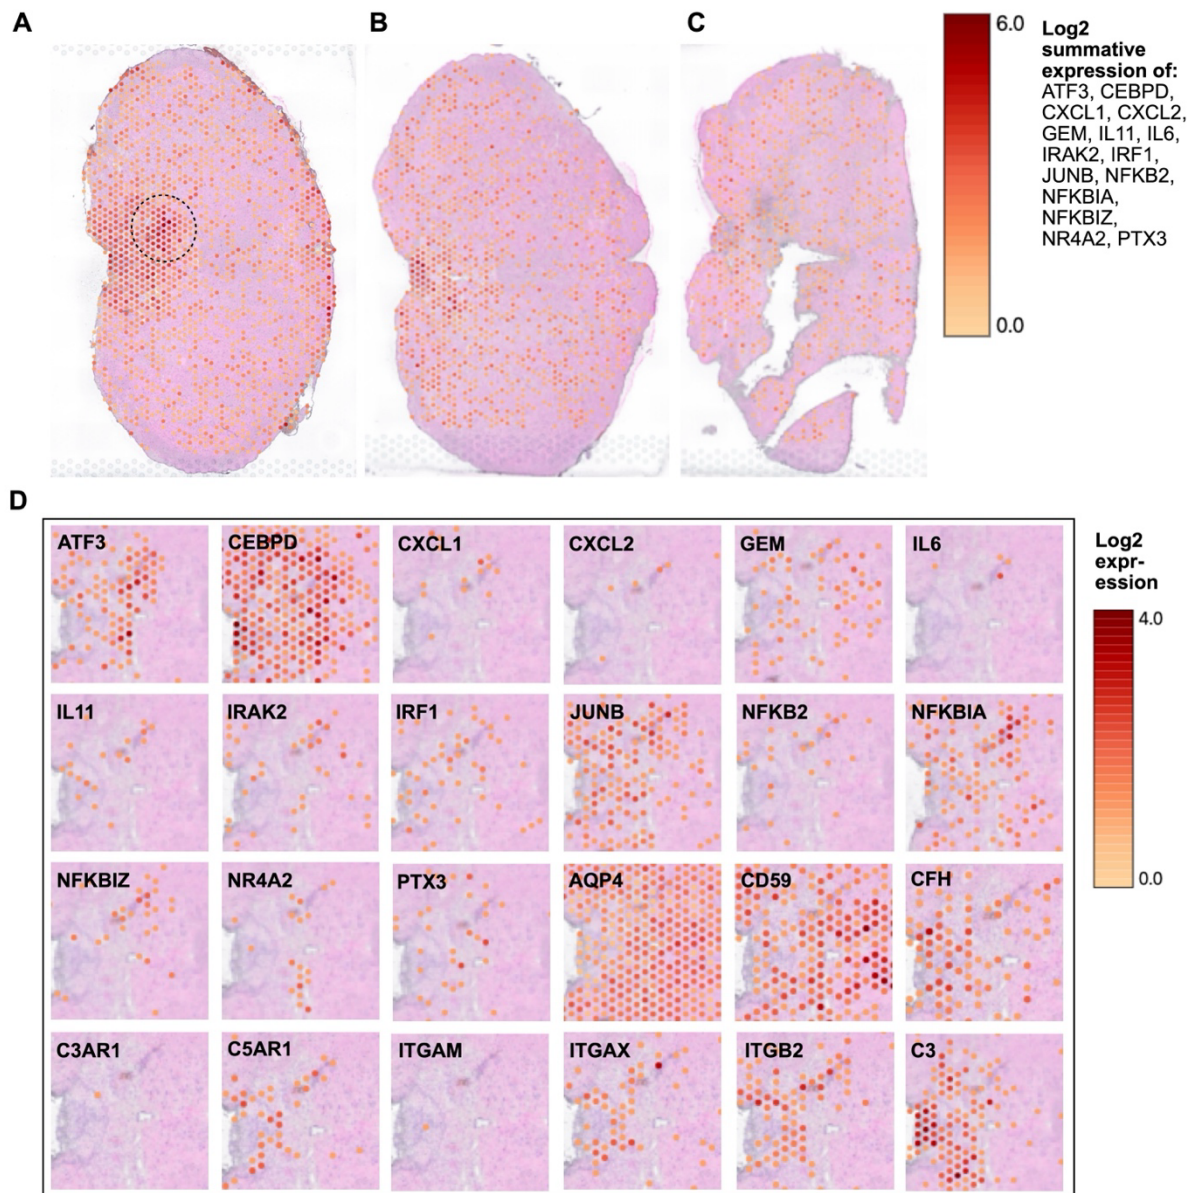 A
B
C
6.0
0.0
Log2
summative
expression of:
ATF3, CEBPD,
CXCL1, CXCL2,
GEM, IL11, IL6,
IRAK2, IRF1,
JUNB, NFKB2,
NFKBIA,
NFKBIZ,
NR4A2, PTX3
D
ATF3
CEBPD
CXCL1
CXCL2
GEM
IL6
IL11
IRAK2
IRF1
JUNB
NFKB2
NFKBIA
NFKBIZ
NR4A2
PTX3
AQP4
CD59
CFH
C3AR1
C5AR1
ITGAM
ITGAX
ITGB2
C3
Log2
expr-
ession
4.0
0.0